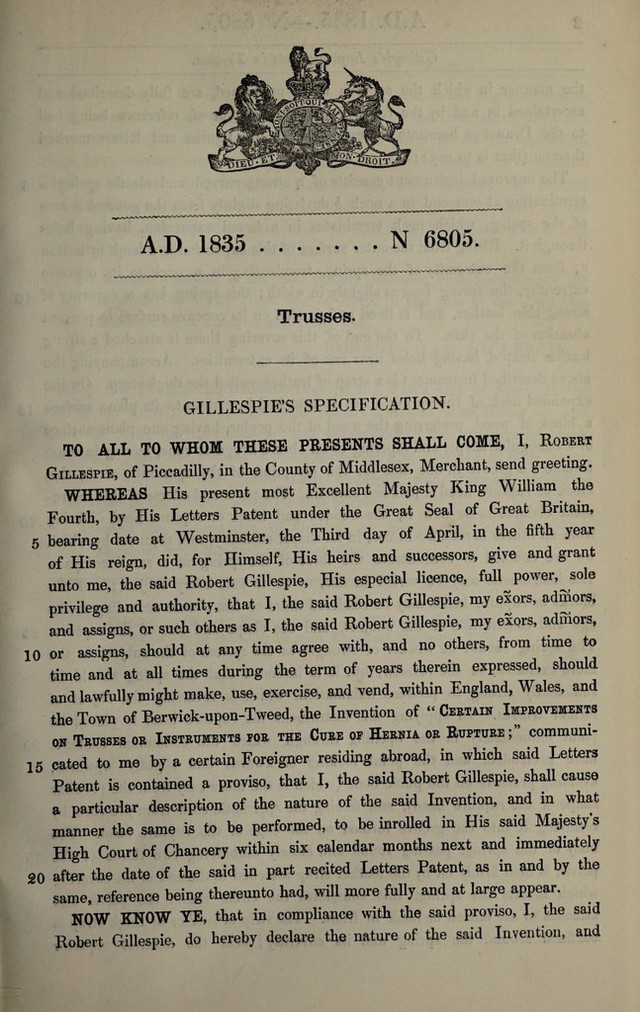 HONI SOIT QUI MAL Y PENSE
DIEU ET MON DROIT.
A.D. 1835 . . . . . . . N 6805.
Trusses.
GILLESPIE'S SPECIFICATION.
TO ALL TO WHOM THESE PRESENTS SHALL COME, I, ROBERT
GILLESPIE, of Piccadilly, in the County of Middlesex, Merchant, send greeting.
WHEREAS His present most Excellent Majesty King William the
Fourth, by His Letters Patent under the Great Seal of Great Britain,
5 bearing date at Westminster, the Third day of April, in the fifth year
of His reign, did, for Himself, His heirs and successors, give and grant
unto me, the said Robert Gillespie, His especial licence, full power, sole
privilege and authority, that I, the said Robert Gillespie, my exors, admors,
and assigns, or such others as I, the said Robert Gillespie, my exors, admors,
10 or assigns, should at any time agree with, and no others, from time to
time and at all times during the term of years therein expressed, should
and lawfully might make, use, exercise, and vend, within England, Wales, and
the Town of Berwick-upon-Tweed, the Invention of "CERTAIN IMPROVEMENTS
ON TRUSSES OR INSTRUMENTS FOR THE CURE OF HERNIA OR RUPTURE;" communi-
15 cated to me by a certain Foreigner residing abroad, in which said Letters
Patent is contained a proviso, that I, the said Robert Gillespie, shall cause
a particular description of the nature of the said Invention, and in what
manner the same is to be performed, to be inrolled in His said Majesty's
High Court of Chancery within six calendar months next and immediately
20 after the date of the said in part recited Letters Patent, as in and by the
same, reference being thereunto had, will more fully and at large appear.
NOW KNOW YE, that in compliance with the said proviso, I, the said
Robert Gillespie, do hereby declare the nature of the said Invention, and